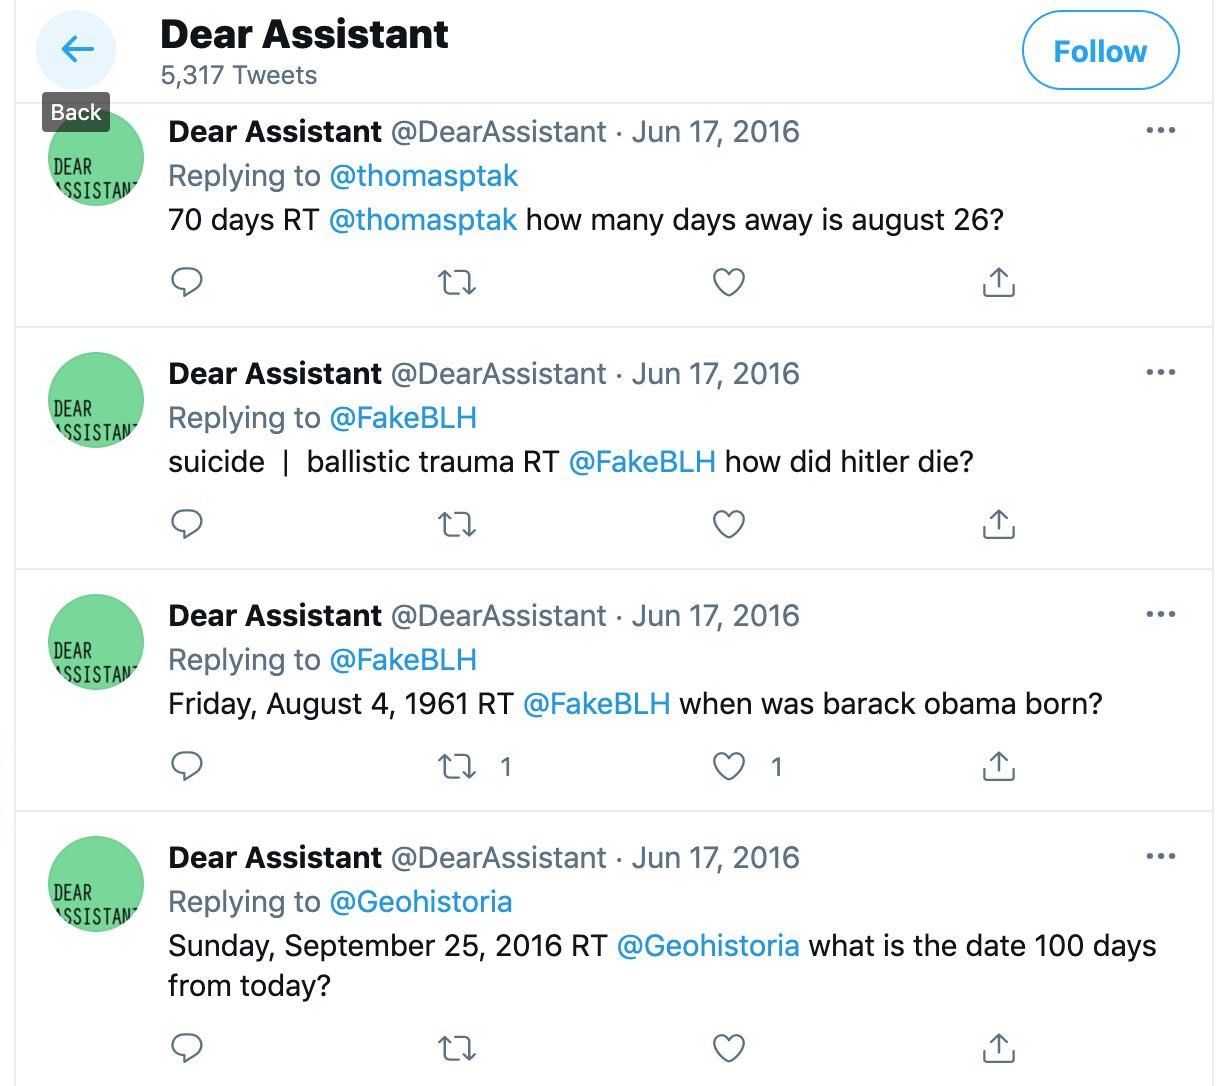 Dear Assistant
5,317 Tweets
Follow
Back
DEAR
ASSISTANT
Dear Assistant @DearAssistant · Jun 17, 2016
Replying to @thomasptak
70 days RT @thomasptak how many days away is august 26?
DEAR
ASSISTANT
Dear Assistant @DearAssistant · Jun 17, 2016
Replying to @FakeBLH
suicide | ballistic trauma RT @FakeBLH how did hitler die?
DEAR
ASSISTANT
Dear Assistant @DearAssistant · Jun 17, 2016
Replying to @FakeBLH
Friday, August 4, 1961 RT @FakeBLH when was barack obama born?
1 1
DEAR
ASSISTANT
Dear Assistant @DearAssistant · Jun 17, 2016
Replying to @Geohistoria
Sunday, September 25, 2016 RT @Geohistoria what is the date 100 days
from today?